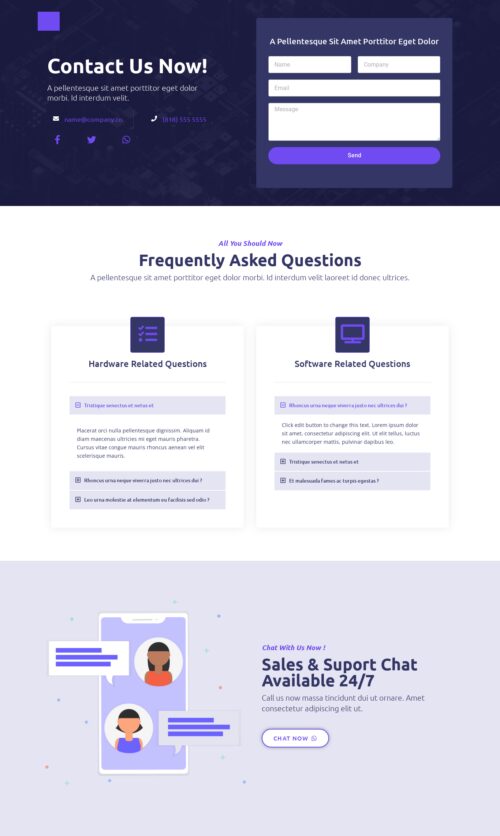 Contact Us Now!
A pellentesque sit amet porttitor eget dolor
morbi. Id interdum velit.
name@company.co
(818) 555 5555
A Pellentesque Sit Amet Porttitor Eget Dolor
Name
Company
Email
Message
Send
All You Should Now
Frequently Asked Questions
A pellentesque sit amet porttitor eget dolor morbi. Id interdum velit laoreet id donec ultrices.
Hardware Related Questions
Tristique senectus et netus et
Placerat orci nulla pellentesque dignissim. Aliquam id
diam maecenas ultricies mi eget mauris pharetra.
Cursus vitae congue mauris rhoncus aenean vel elit
scelerisque mauris.
Rhoncus urna neque viverra justo nec ultrices dui ?
Leo urna molestie at elementum eu facilisis sed odio ?
Software Related Questions
Rhoncus urna neque viverra justo nec ultrices dui ?
Click edit button to change this text. Lorem ipsum dolor
sit amet, consectetur adipiscing elit. Ut elit tellus, luctus
nec ullamcorper mattis, pulvinar dapibus leo.
Tristique senectus et netus et
Et malesuada fames ac turpis egestas ?
Chat With Us Now !
Sales & Suport Chat
Available 24/7
Call us now massa tincidunt dui ut ornare. Amet
consectetur adipiscing elit ut.
CHAT NOW